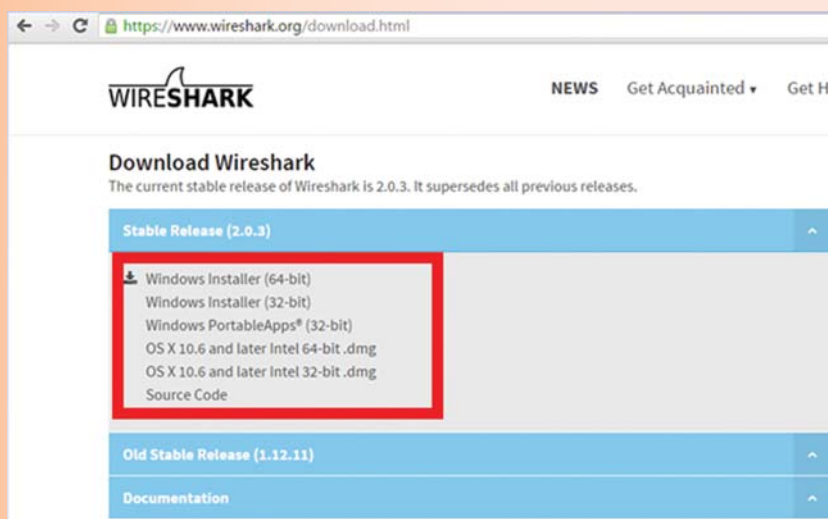 https://www.wireshark.org/download.html
WIRESHARK
NEWS Get Acquainted ▾ Get H
Download Wireshark
The current stable release of Wireshark is 2.0.3. It supersedes all previous releases.
Stable Release (2.0.3)
Windows Installer (64-bit)
Windows Installer (32-bit)
Windows PortableApps® (32-bit)
OS X 10.6 and later Intel 64-bit .dmg
OS X 10.6 and later Intel 32-bit .dmg
Source Code
Old Stable Release (1.12.11)
Documentation